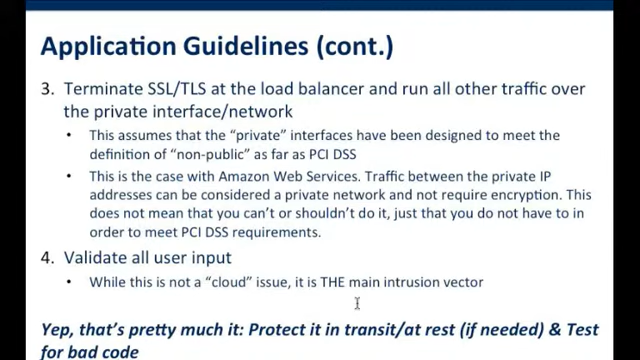 Application Guidelines (cont.)
3. Terminate SSL/TLS at the load balancer and run all other traffic over
the private interface/network
• This assumes that the “private” interfaces have been designed to meet the
definition of “non-public” as far as PCI DSS
• This is the case with Amazon Web Services. Traffic between the private IP
addresses can be considered a private network and not require encryption. This
does not mean that you can’t or shouldn’t do it, just that you do not have to in
order to meet PCI DSS requirements.
4. Validate all user input
• While this is not a “cloud” issue, it is THE main intrusion vector
Yep, that’s pretty much it: Protect it in transit/at rest (if needed) & Test
for bad code